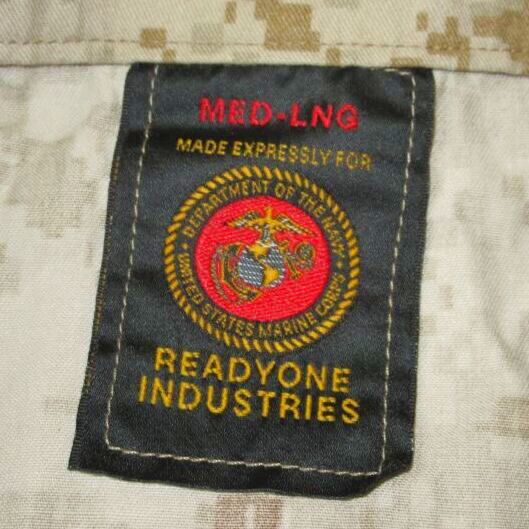 MED-LNG
MADE EXPRESSLY FOR
DEPARTMENT OF THE NAVY
UNITED STATES MARINE CORPS
READYONE
INDUSTRIES